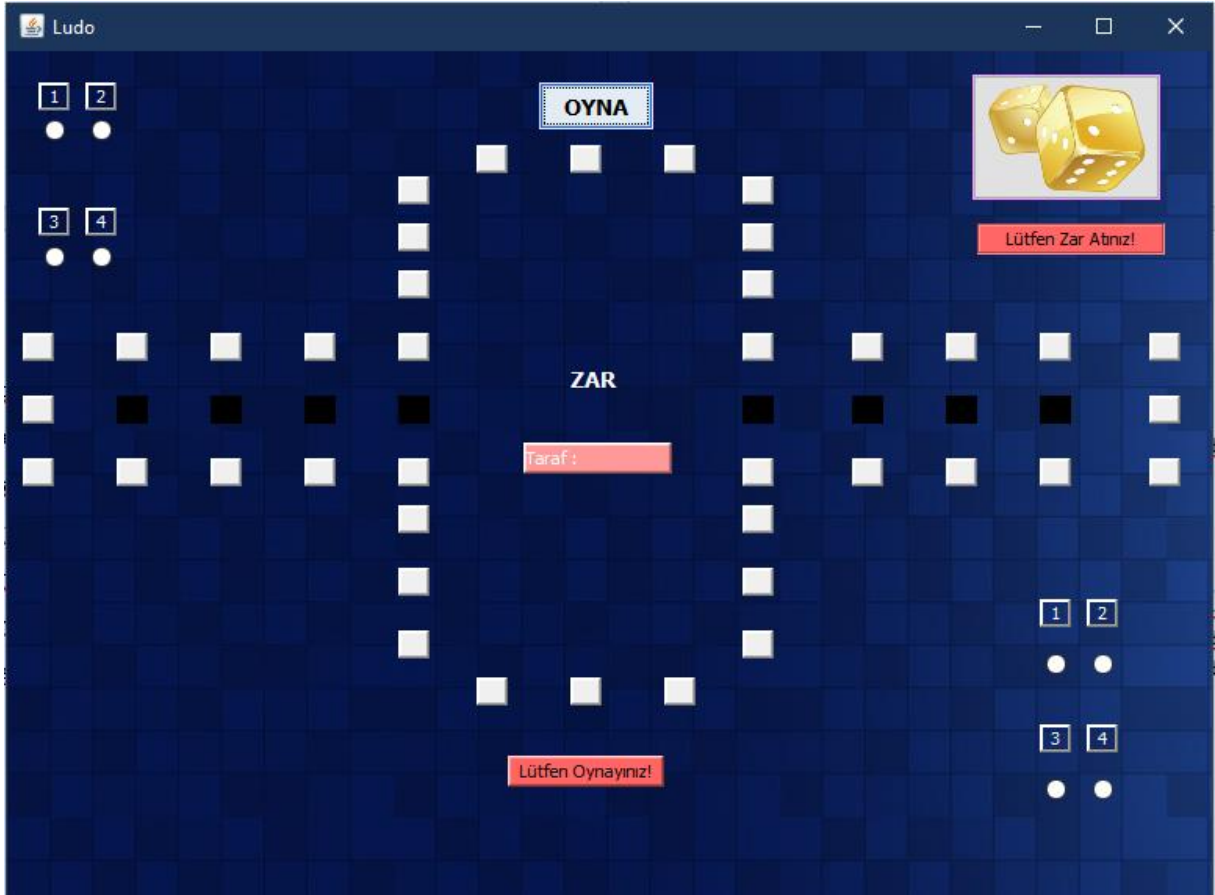 Ludo
1 2
OYNA
3 4
Lütfen Zar Atınız!
ZAR
Taraf :
1 2
3 4
Lütfen Oynayınız!